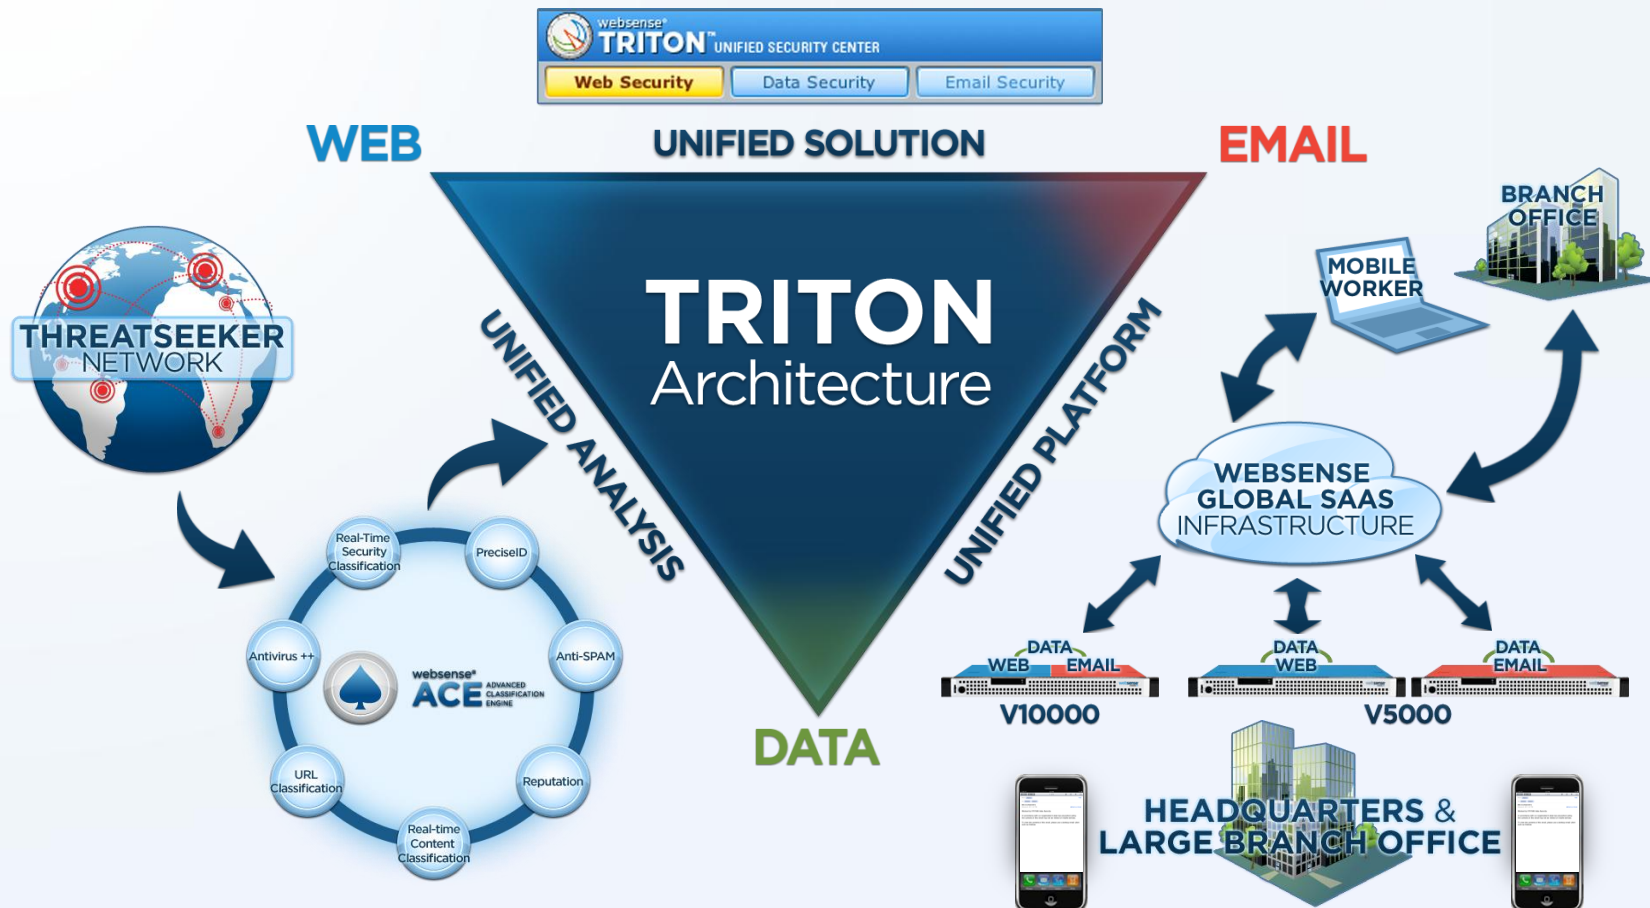 websense®
TRITON™ UNIFIED SECURITY CENTER
Web Security
Data Security
Email Security
WEB
UNIFIED SOLUTION
EMAIL
BRANCH
OFFICE
MOBILE
WORKER
THREATSEEKER
NETWORK
TRITON
Architecture
UNIFIED ANALYSIS
UNIFIED PLATFORM
WEBSENSE
GLOBAL SAAS
INFRASTRUCTURE
Real-Time
Security
Classification
PreciseID
Antivirus ++
Anti-SPAM
websense®
ACE
ADVANCED
CLASSIFICATION
ENGINE
URL
Classification
Reputation
Real-time
Content
Classification
DATA
DATA
WEB
EMAIL
V10000
DATA
WEB
DATA
EMAIL
V5000
HEADQUARTERS &
LARGE BRANCH OFFICE